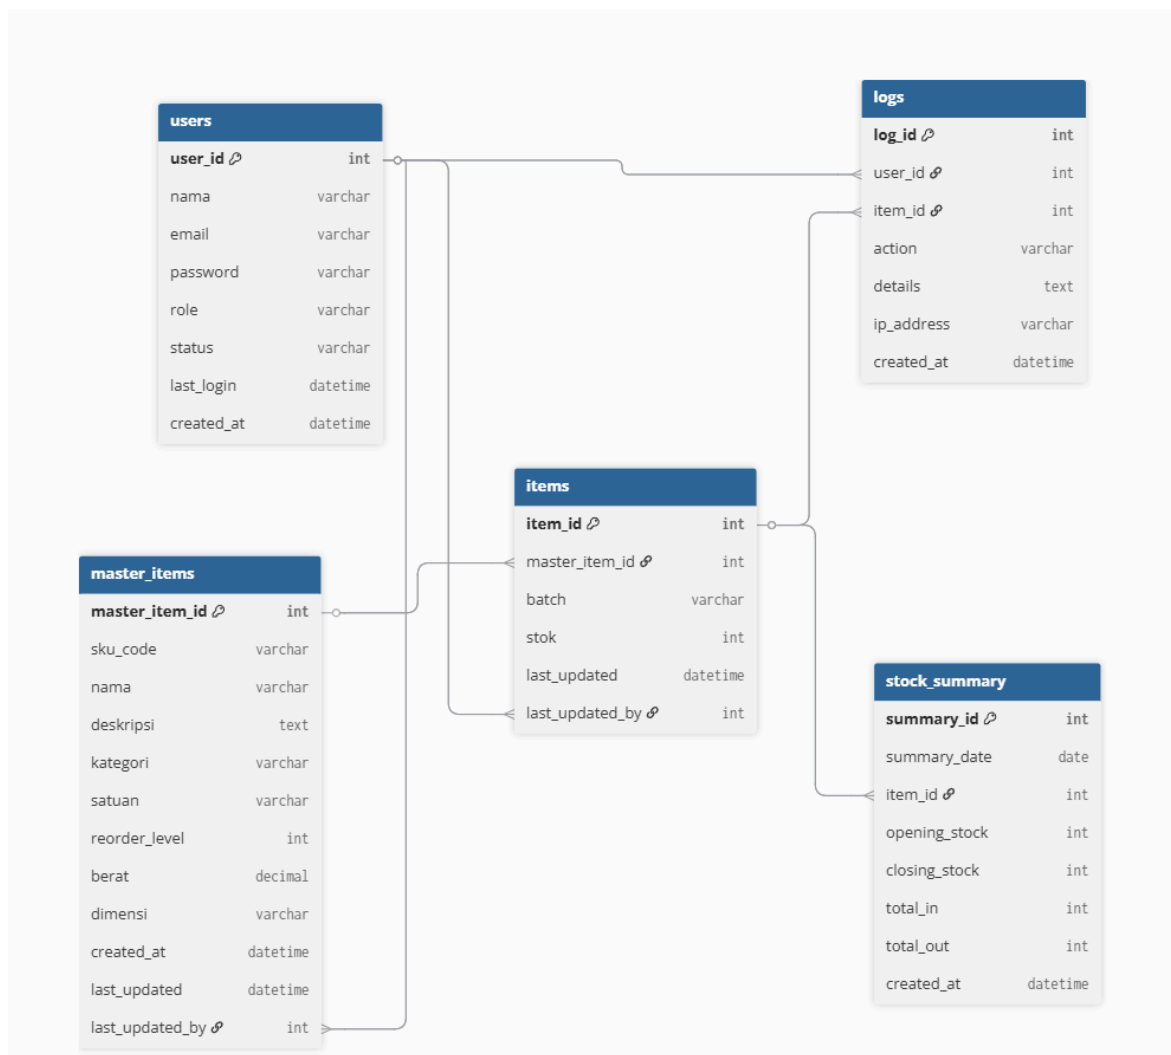 users
user_id int
nama varchar
email varchar
password varchar
role varchar
status varchar
last_login datetime
created_at datetime
logs
log_id int
user_id int
item_id int
action varchar
details text
ip_address varchar
created_at datetime
items
item_id int
master_item_id int
batch varchar
stok int
last_updated datetime
last_updated_by int
master_items
master_item_id int
sku_code varchar
nama varchar
deskripsi text
kategori varchar
satuan varchar
reorder_level int
berat decimal
dimensi varchar
created_at datetime
last_updated datetime
last_updated_by int
stock_summary
summary_id int
summary_date date
item_id int
opening_stock int
closing_stock int
total_in int
total_out int
created_at datetime